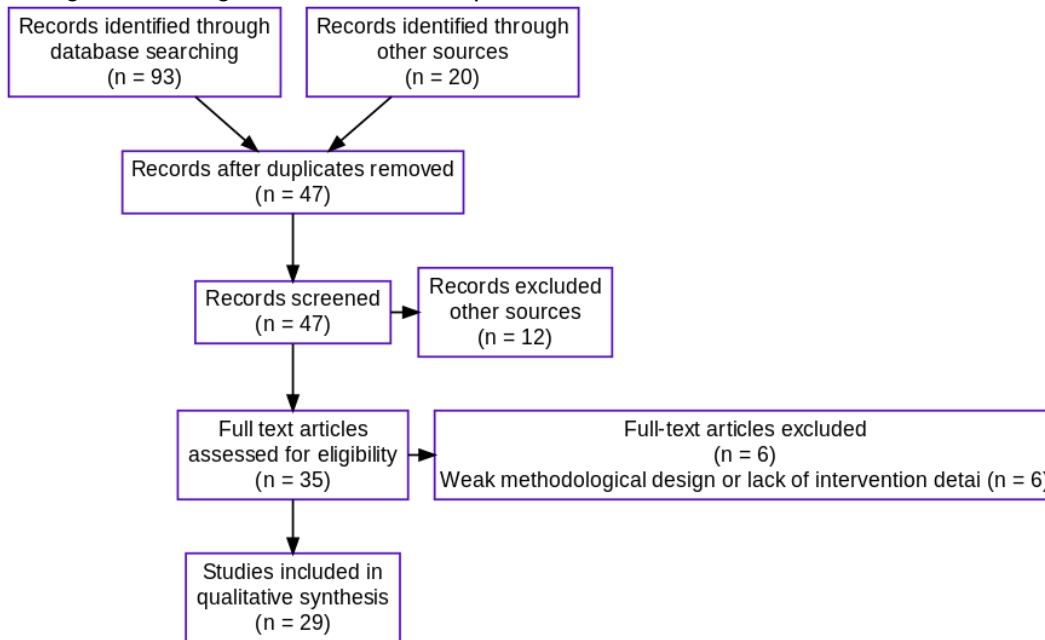 Records identified through
database searching
(n = 93)
Records identified through
other sources
(n = 20)
Records after duplicates removed
(n = 47)
Records screened
(n = 47)
Records excluded
other sources
(n = 12)
Full text articles
assessed for eligibility
(n = 35)
Full-text articles excluded
(n = 6)
Weak methodological design or lack of intervention detai (n = 6)
Studies included in
qualitative synthesis
(n = 29)